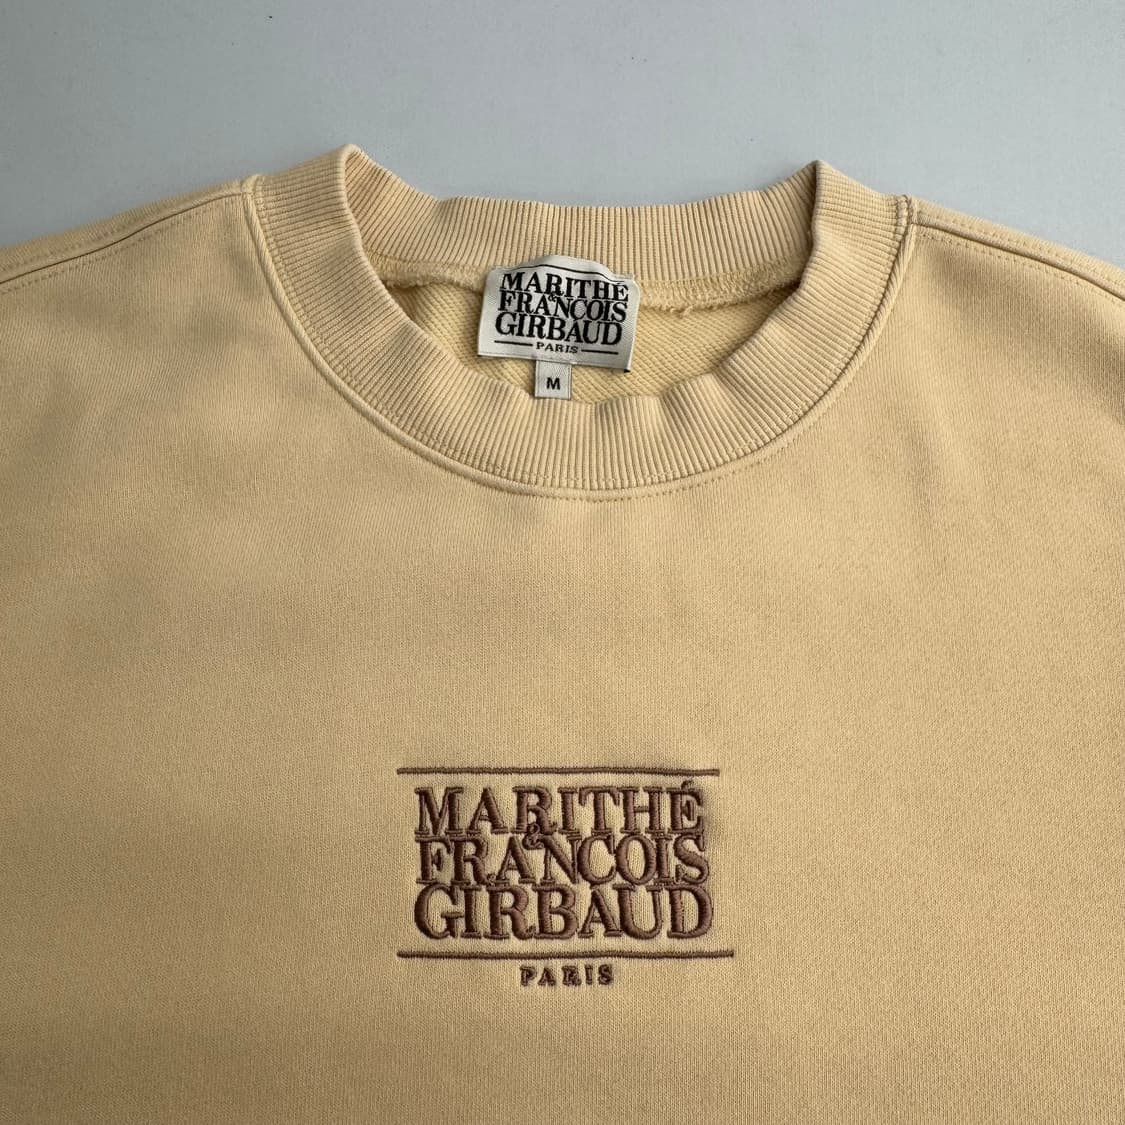 MARITHÉ
&
FRANCOIS
GIRBAUD
PARIS
M
MARITHÉ
&
FRANCOIS
GIRBAUD
PARIS